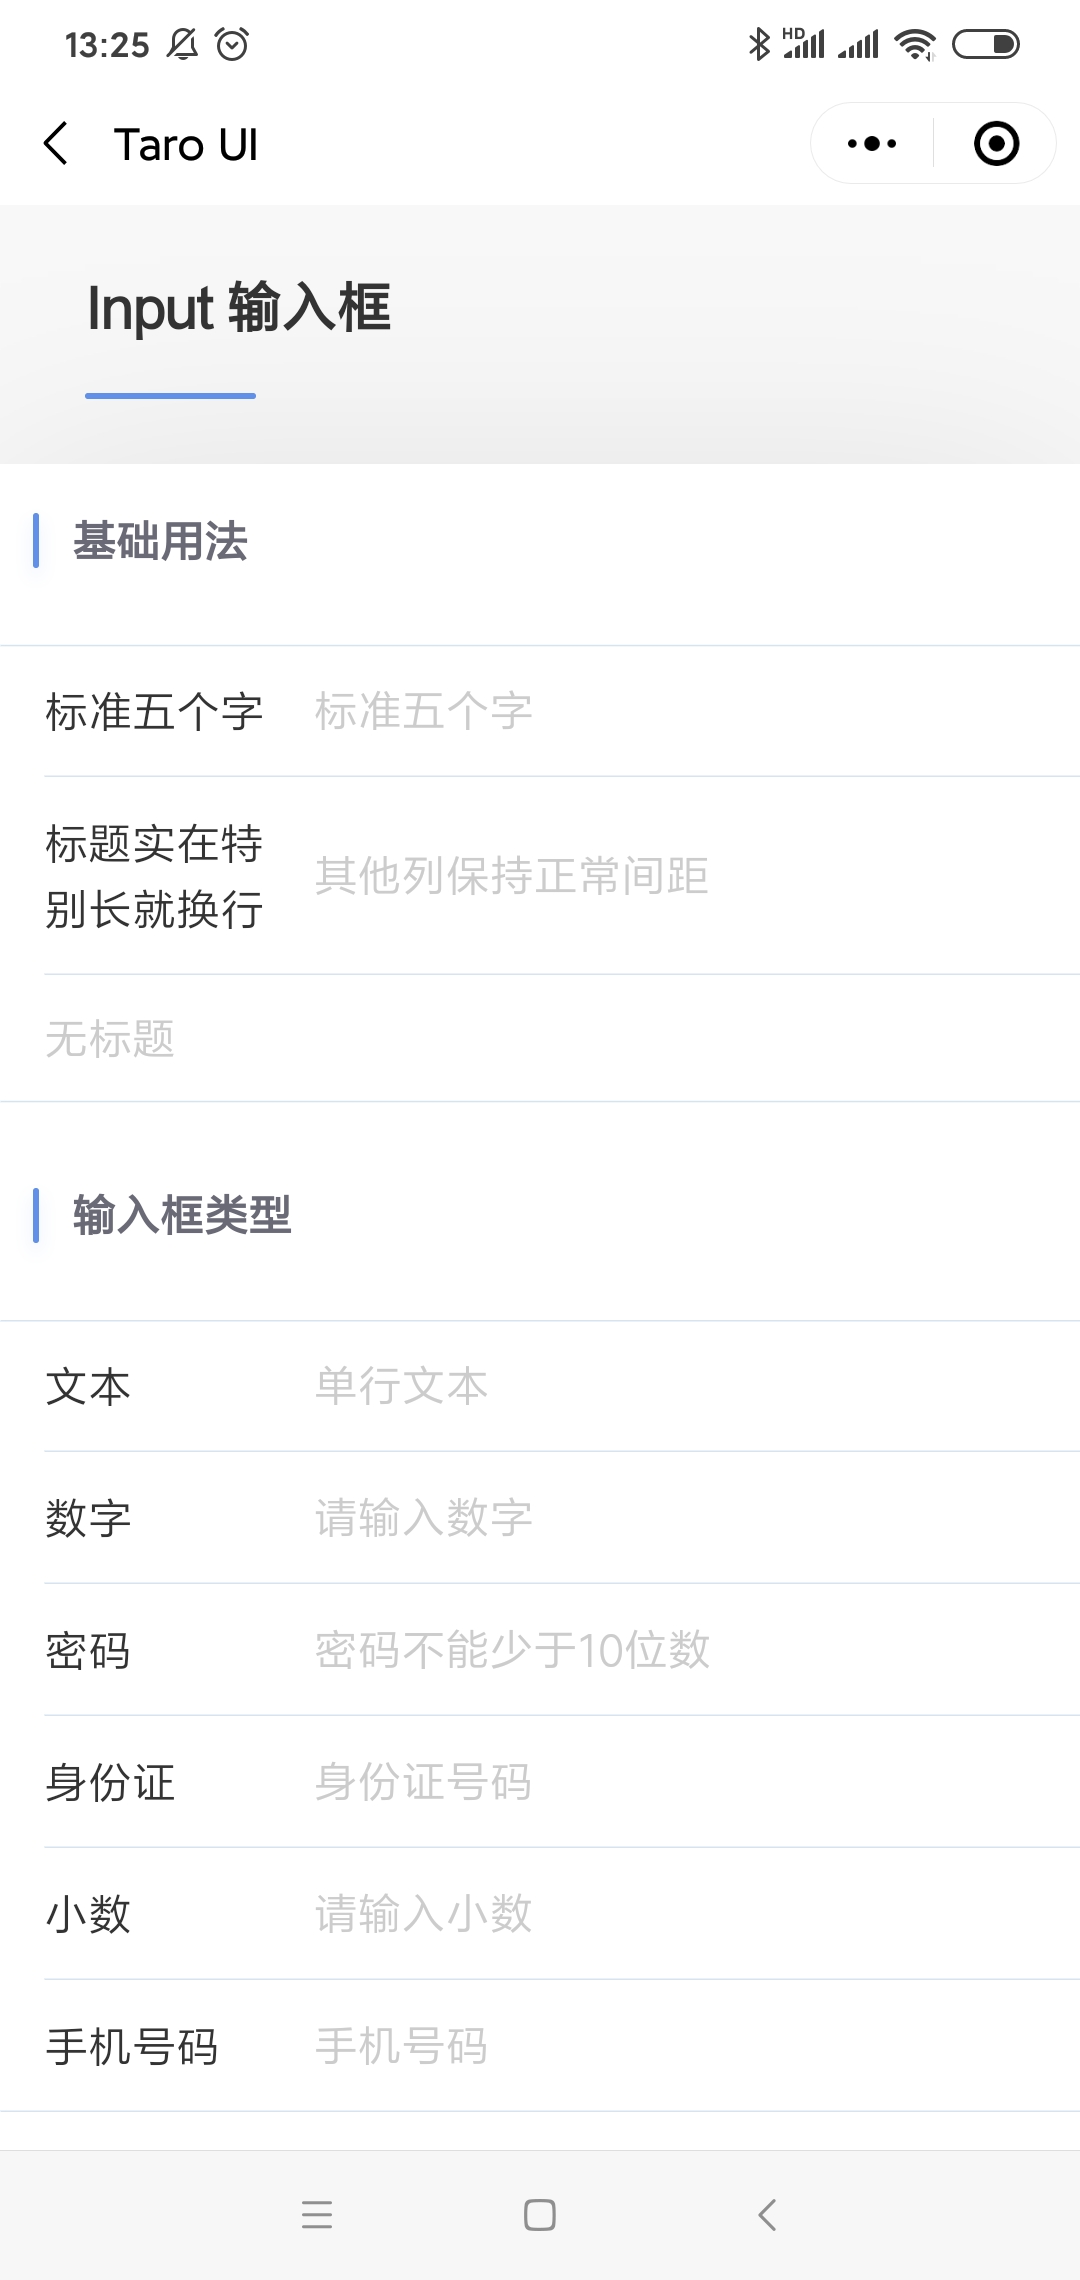 13:25
HD
Taro UI
Input 输入框
基础用法
标准五个字 标准五个字
标题实在特
别长就换行
其他列保持正常间距
无标题
输入框类型
文本 单行文本
数字 请输入数字
密码 密码不能少于10位数
身份证 身份证号码
小数 请输入小数
手机号码 手机号码